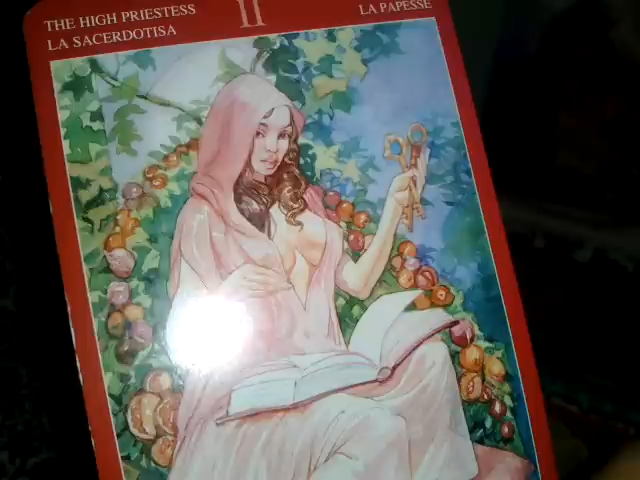 THE HIGH PRIESTESS
LA SACERDOTISA
II
LA PAPESSE